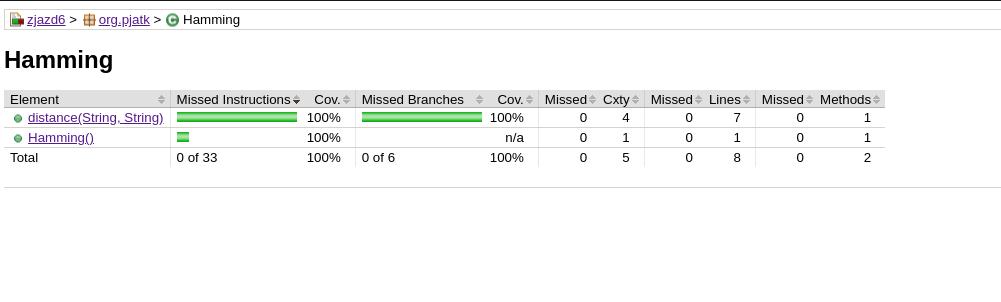 zjazd6 > org.pjatk > Hamming
Hamming
Element Missed Instructions Cov. Missed Branches Cov. Missed Cxty Missed Lines Missed Methods
distance(String, String) 100% 100% 0 4 0 7 0 1
Hamming() 100% n/a 0 1 0 1 0 1
Total 0 of 33 100% 0 of 6 100% 0 5 0 8 0 2